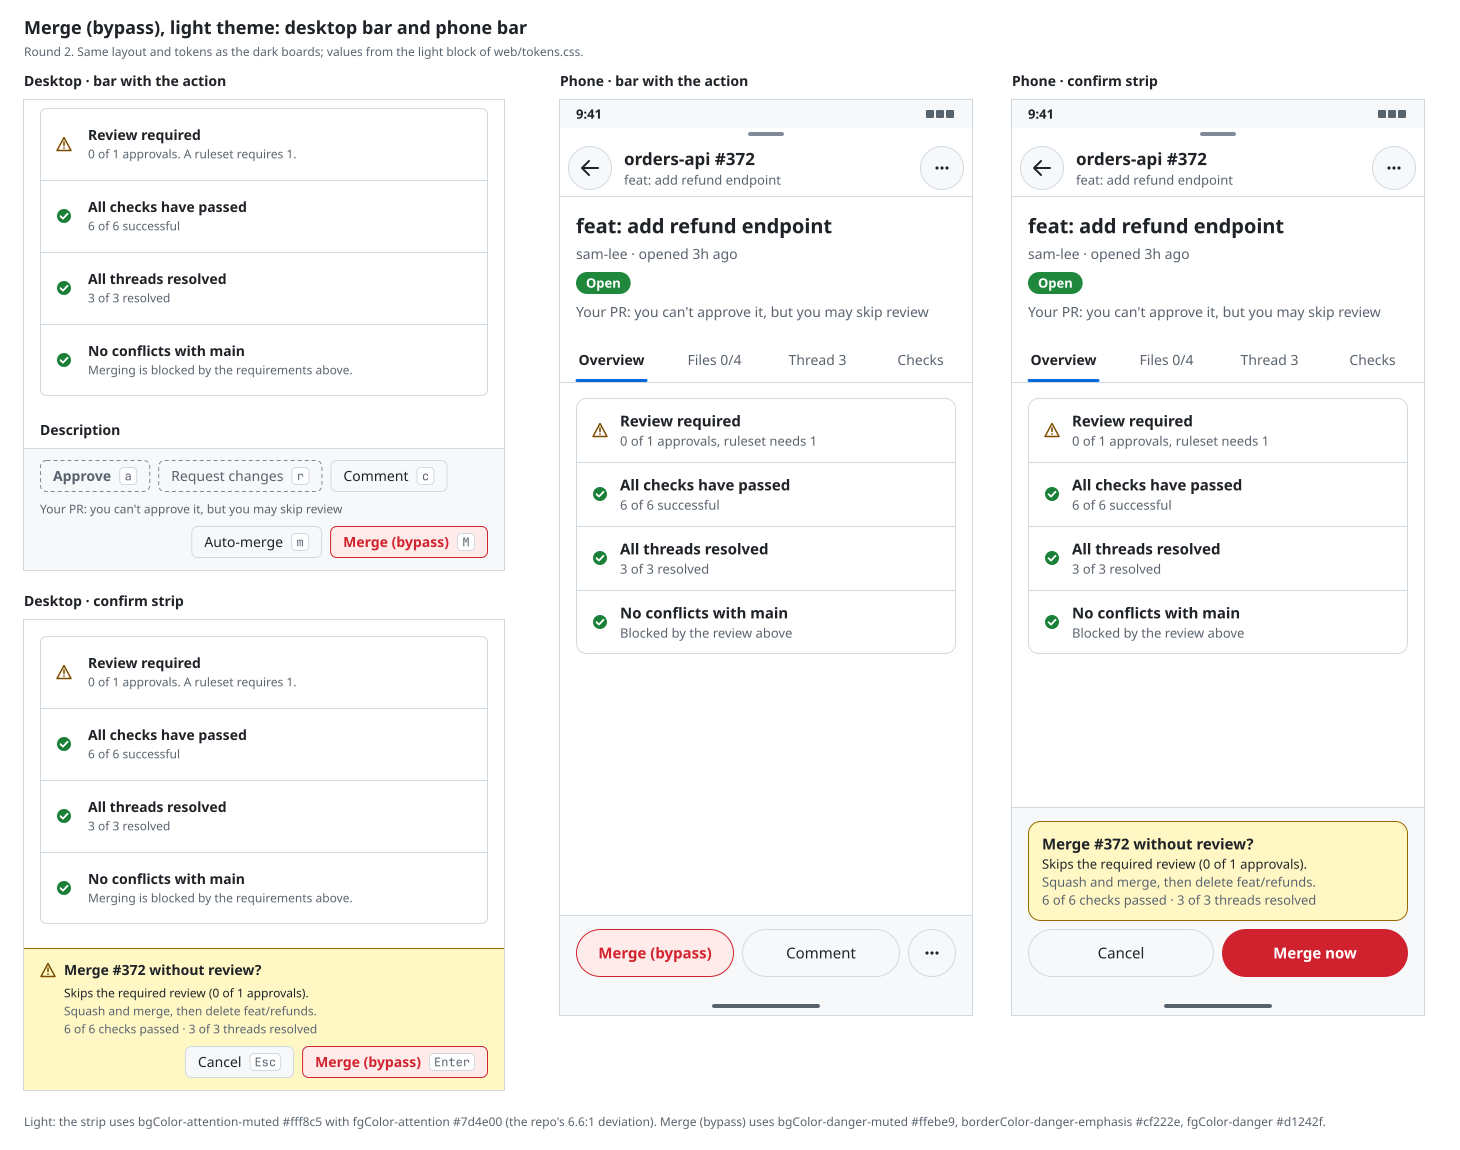 Merge (bypass), light theme: desktop bar and phone bar
Round 2. Same layout and tokens as the dark boards; values from the light block of web/tokens.css.
Desktop · bar with the action
Review required
0 of 1 approvals. A ruleset requires 1.
All checks have passed
6 of 6 successful
All threads resolved
3 of 3 resolved
No conflicts with main
Merging is blocked by the requirements above.
Description
Approve a Request changes r Comment c
Your PR: you can't approve it, but you may skip review
Auto-merge m Merge (bypass) M
Desktop · confirm strip
Review required
0 of 1 approvals. A ruleset requires 1.
All checks have passed
6 of 6 successful
All threads resolved
3 of 3 resolved
No conflicts with main
Merging is blocked by the requirements above.
Merge #372 without review?
Skips the required review (0 of 1 approvals).
Squash and merge, then delete feat/refunds.
6 of 6 checks passed · 3 of 3 threads resolved
Cancel Esc Merge (bypass) Enter
Phone · bar with the action
9:41
orders-api #372
feat: add refund endpoint
feat: add refund endpoint
sam-lee · opened 3h ago
Open
Your PR: you can't approve it, but you may skip review
Overview Files 0/4 Thread 3 Checks
Review required
0 of 1 approvals, ruleset needs 1
All checks have passed
6 of 6 successful
All threads resolved
3 of 3 resolved
No conflicts with main
Blocked by the review above
Merge (bypass) Comment
Phone · confirm strip
9:41
orders-api #372
feat: add refund endpoint
feat: add refund endpoint
sam-lee · opened 3h ago
Open
Your PR: you can't approve it, but you may skip review
Overview Files 0/4 Thread 3 Checks
Review required
0 of 1 approvals, ruleset needs 1
All checks have passed
6 of 6 successful
All threads resolved
3 of 3 resolved
No conflicts with main
Blocked by the review above
Merge #372 without review?
Skips the required review (0 of 1 approvals).
Squash and merge, then delete feat/refunds.
6 of 6 checks passed · 3 of 3 threads resolved
Cancel Merge now
Light: the strip uses bgColor-attention-muted #fff8c5 with fgColor-attention #7d4e00 (the repo's 6.6:1 deviation). Merge (bypass) uses bgColor-danger-muted #ffebe9, borderColor-danger-emphasis #cf222e, fgColor-danger #d1242f.